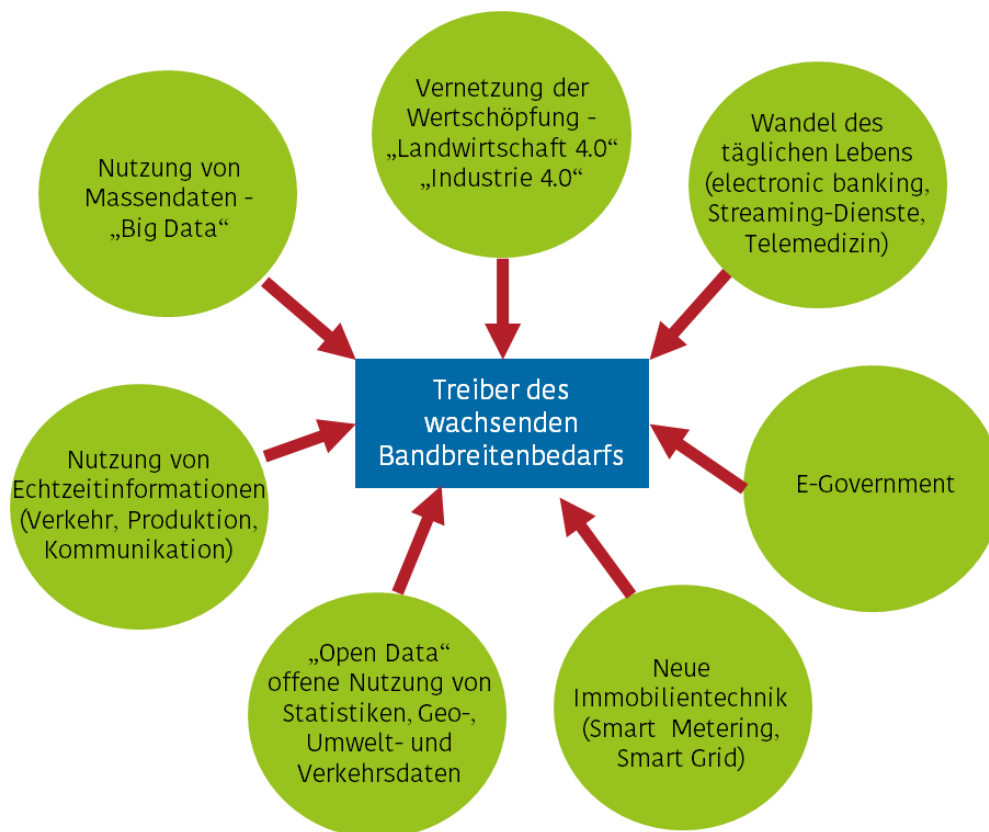 Vernetzung der
Wertschöpfung -
„Landwirtschaft 4.0“
„Industrie 4.0“
Nutzung von
Massendaten -
„Big Data“
Wandel des
täglichen Lebens
(electronic banking,
Streaming-Dienste,
Telemedizin)
Treiber des
wachsenden
Bandbreitenbedarfs
Nutzung von
Echtzeitinformationen
(Verkehr, Produktion,
Kommunikation)
E-Government
„Open Data“
offene Nutzung von
Statistiken, Geo-,
Umwelt- und
Verkehrsdaten
Neue
Immobilientechnik
(Smart Metering,
Smart Grid)